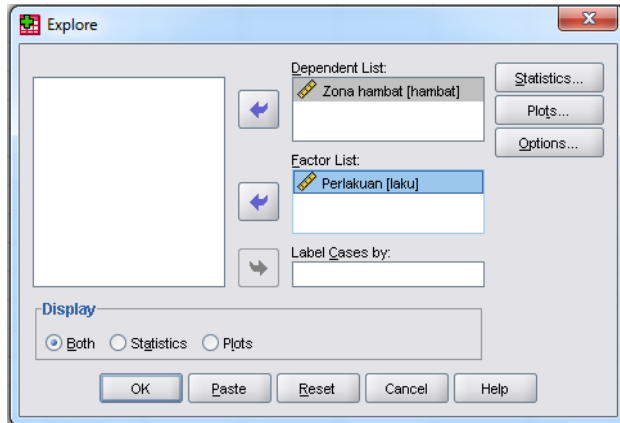 Explore
Dependent List:
Zona hambat [hambat]
Statistics...
Plots...
Options...
Factor List:
Perlakuan [laku]
Label Cases by:
Display
Both Statistics Plots
OK Paste Reset Cancel Help